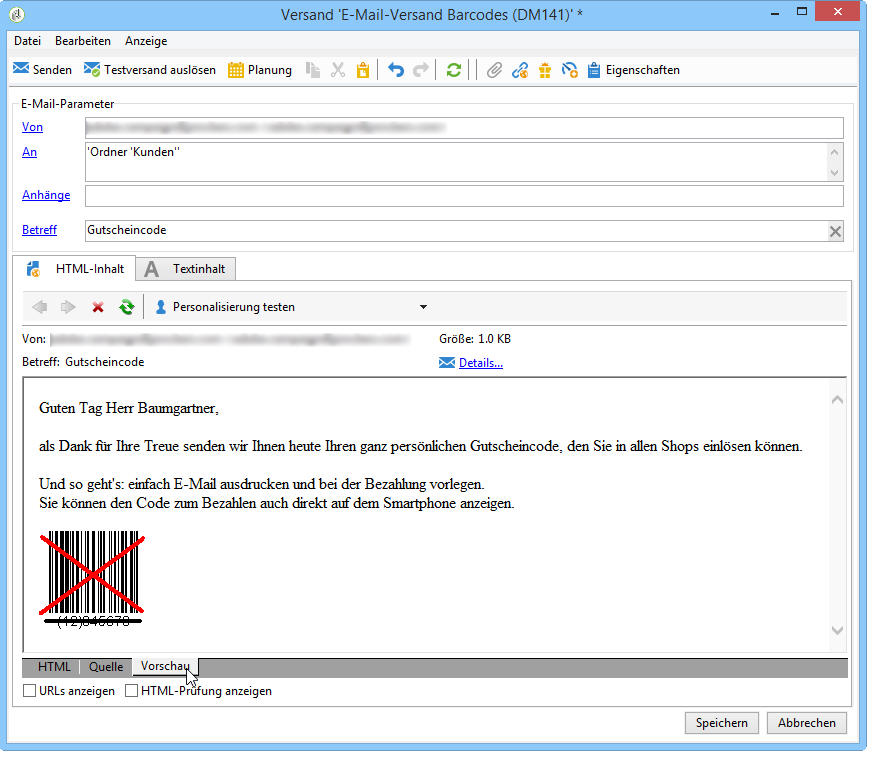 Versand 'E-Mail-Versand Barcodes (DM141)' *
Datei Bearbeiten Anzeige
Senden Testversand auslösen Planung Eigenschaften
E-Mail-Parameter
Von
An 'Ordner 'Kunden''
Anhänge
Betreff Gutscheincode
HTML-Inhalt A Textinhalt
Personalisierung testen
Von: Größe: 1.0 KB
Betreff: Gutscheincode Details...
Guten Tag Herr Baumgartner,
als Dank für Ihre Treue senden wir Ihnen heute Ihren ganz persönlichen Gutscheincode, den Sie in allen Shops einlösen können.
Und so geht's: einfach E-Mail ausdrucken und bei der Bezahlung vorlegen.
Sie können den Code zum Bezahlen auch direkt auf dem Smartphone anzeigen.
HTML Quelle Vorschau
URLs anzeigen HTML-Prüfung anzeigen
Speichern Abbrechen